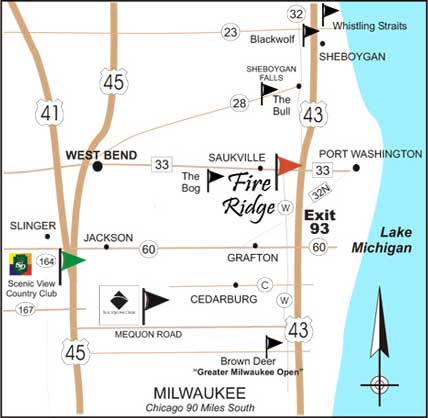 32
Whistling Straits
23
Blackwolf
SHEBOYGAN
SHEBOYGAN
FALLS
45
41
28
The
Bull
43
WEST BEND
33
SAUKVILLE
33
PORT WASHINGTON
The
Bog
Fire
Ridge
32N
W
Exit
93
SLINGER
JACKSON
60
GRAFTON
60
Lake
Michigan
164
Scenic View
Country Club
C
CEDARBURG
W
167
MEQUON ROAD
43
45
Brown Deer
"Greater Milwaukee Open"
MILWAUKEE
Chicago 90 Miles South